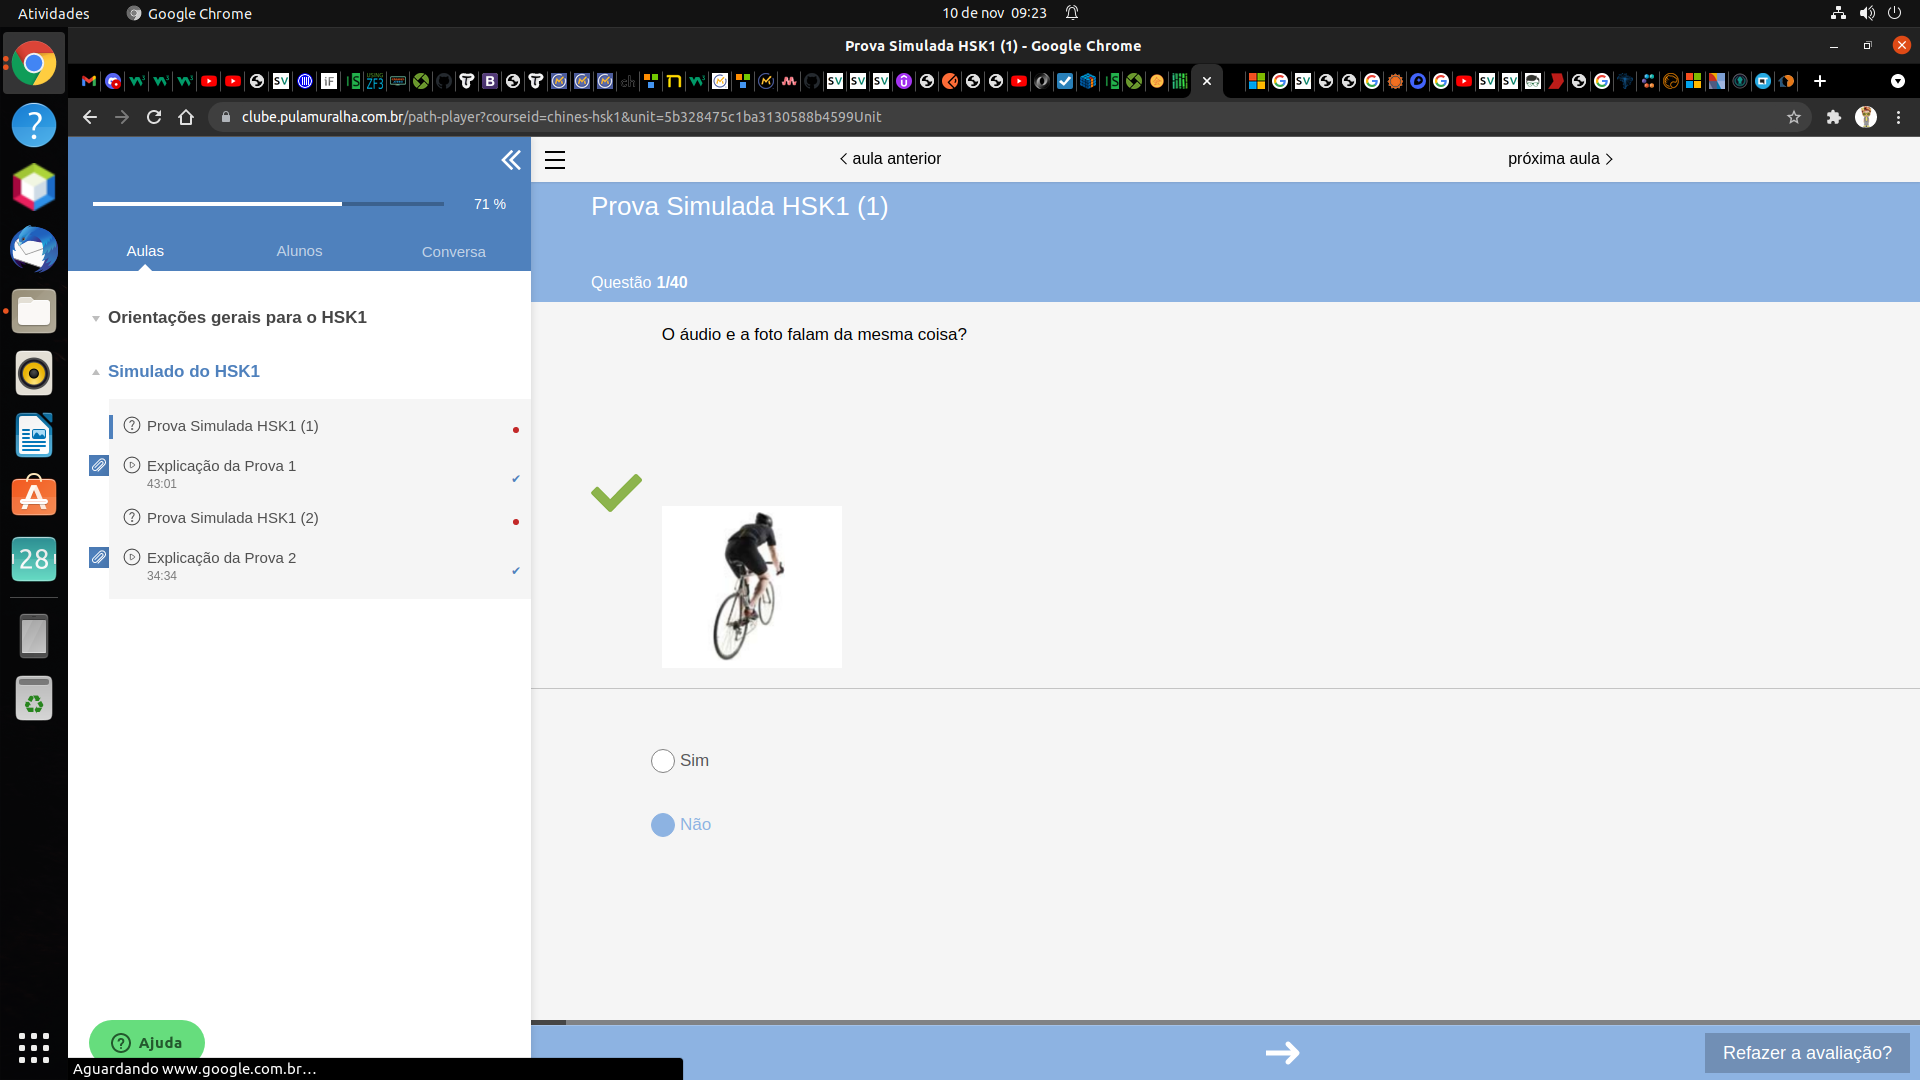 Atividades
Google Chrome
10 de nov 09:23
Prova Simulada HSK1 (1) - Google Chrome
clube.pulamuralha.com.br/path-player?courseid=chines-hsk1&unit=5b328475c1ba3130588b4599Unit
aula anterior
próxima aula
71 %
Aulas
Alunos
Conversa
Prova Simulada HSK1 (1)
Questão 1/40
Orientações gerais para o HSK1
Simulado do HSK1
Prova Simulada HSK1 (1)
Explicação da Prova 1
43:01
Prova Simulada HSK1 (2)
Explicação da Prova 2
34:34
O áudio e a foto falam da mesma coisa?
Sim
Não
28
Ajuda
Refazer a avaliação?
Aguardando www.google.com.br…